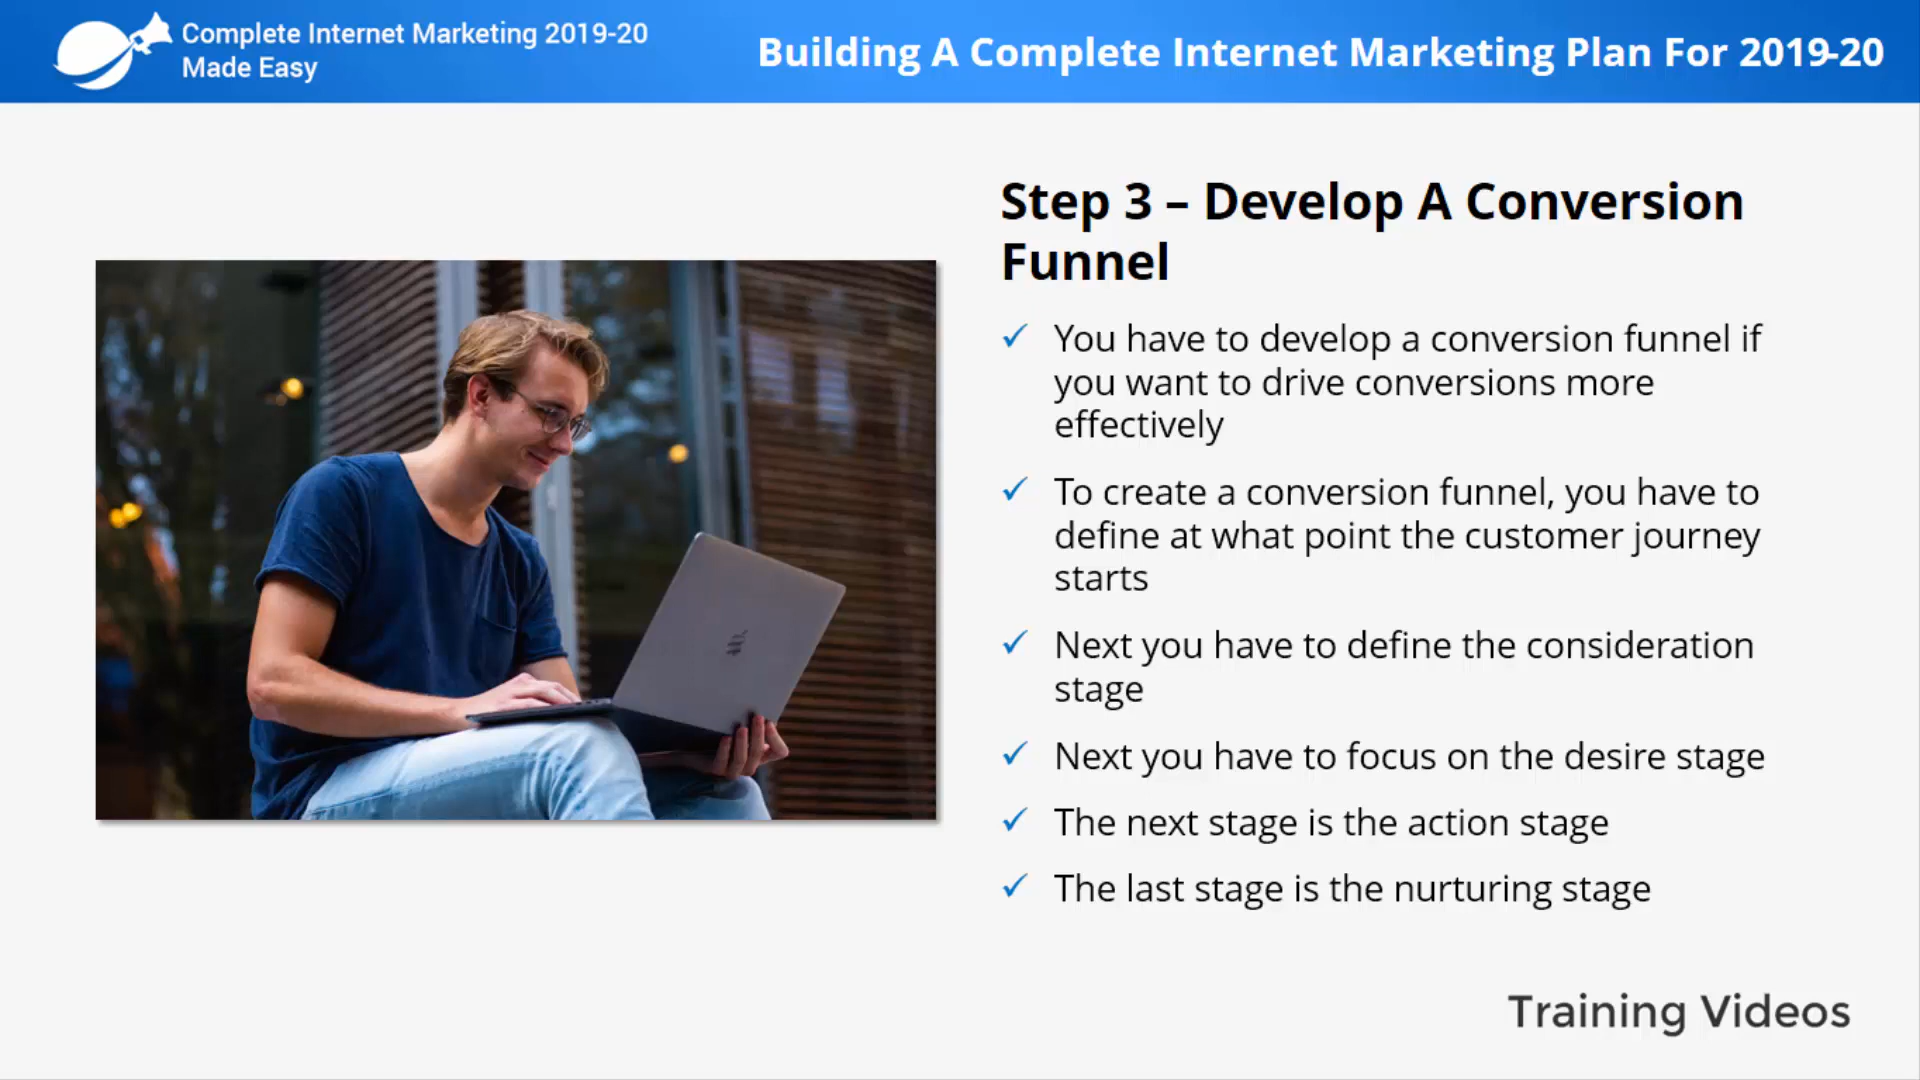 Complete Internet Marketing 2019-20
Made Easy
Building A Complete Internet Marketing Plan For 2019-20
Step 3 – Develop A Conversion
Funnel
You have to develop a conversion funnel if
you want to drive conversions more
effectively
To create a conversion funnel, you have to
define at what point the customer journey
starts
Next you have to define the consideration
stage
Next you have to focus on the desire stage
The next stage is the action stage
The last stage is the nurturing stage
Training Videos